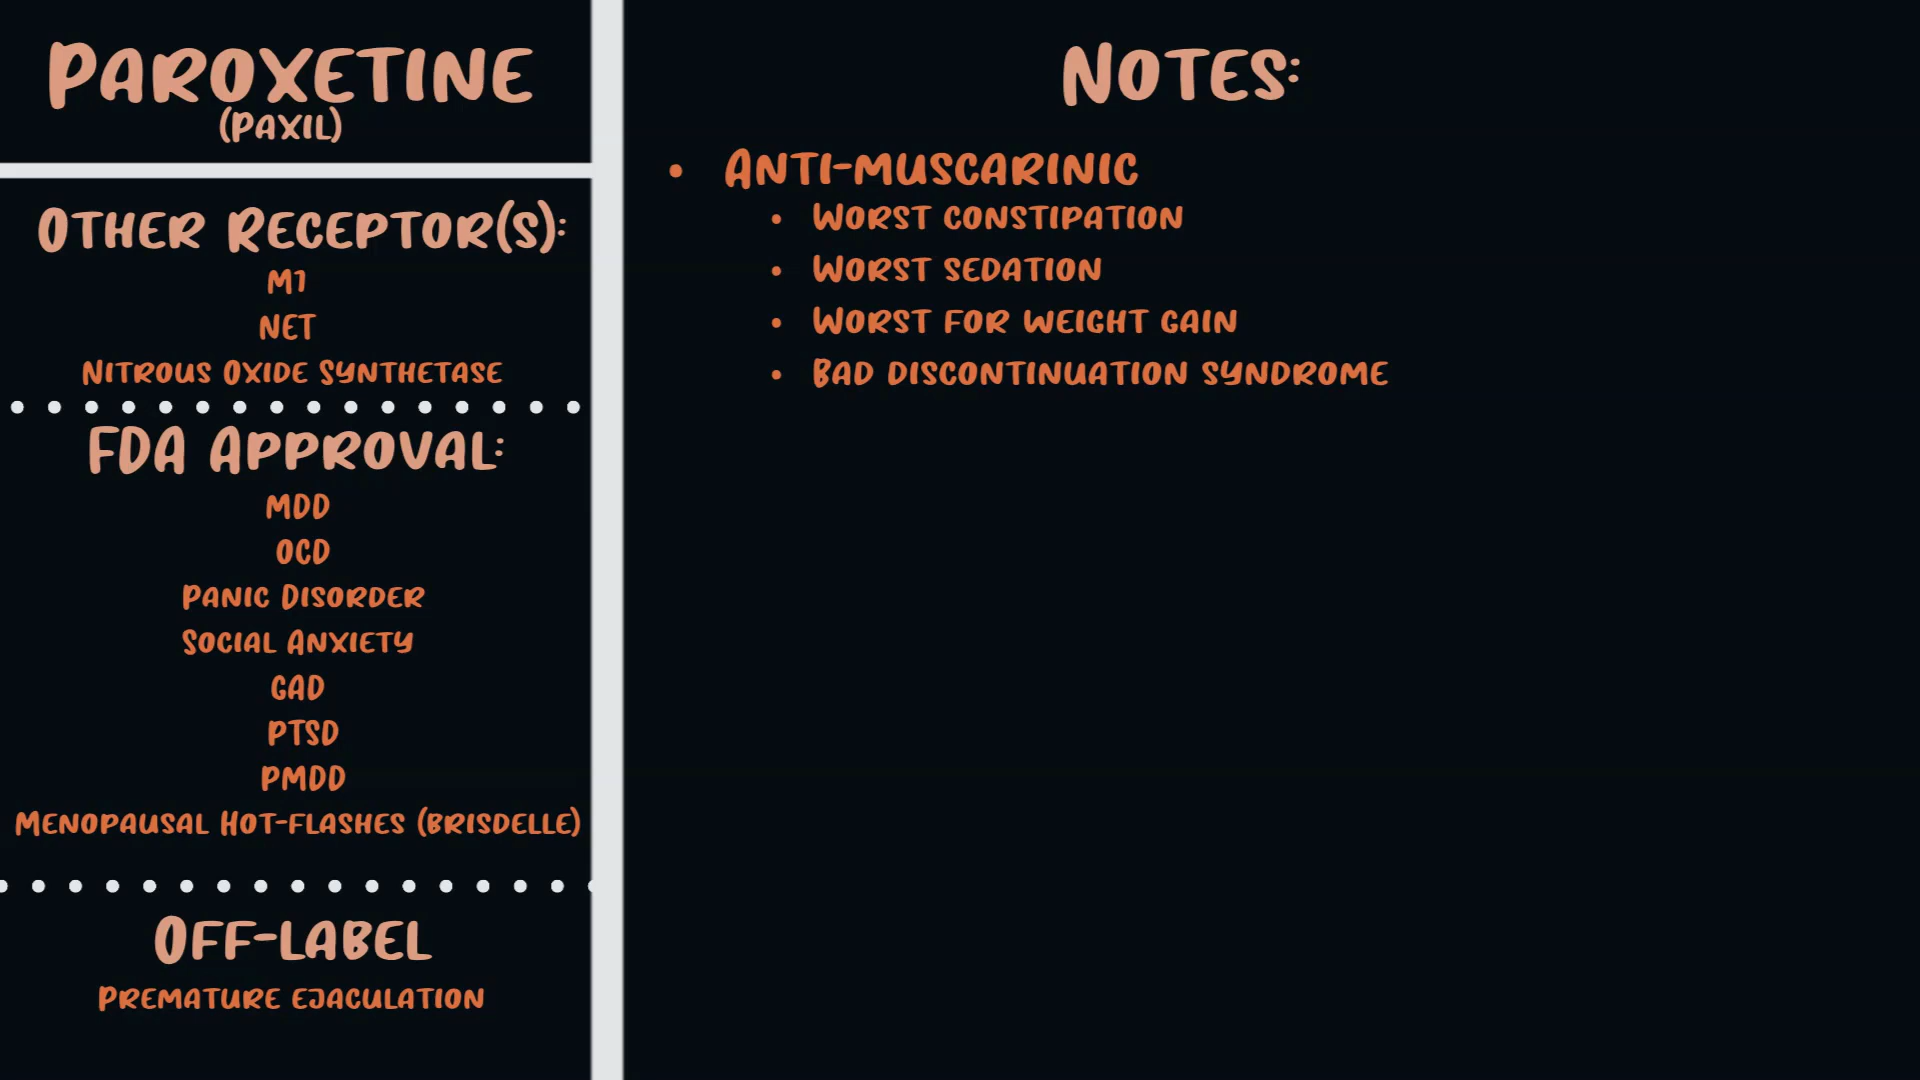 Paroxetine
(Paxil)
Other Receptor(s):
M1
NET
Nitrous Oxide Synthetase
FDA Approval:
MDD
OCD
Panic Disorder
Social Anxiety
GAD
PTSD
PMDD
Menopausal Hot-flashes (brisdelle)
Off-label
Premature ejaculation
Notes:
• Anti-muscarinic
• Worst constipation
• Worst sedation
• Worst for weight gain
• Bad discontinuation syndrome